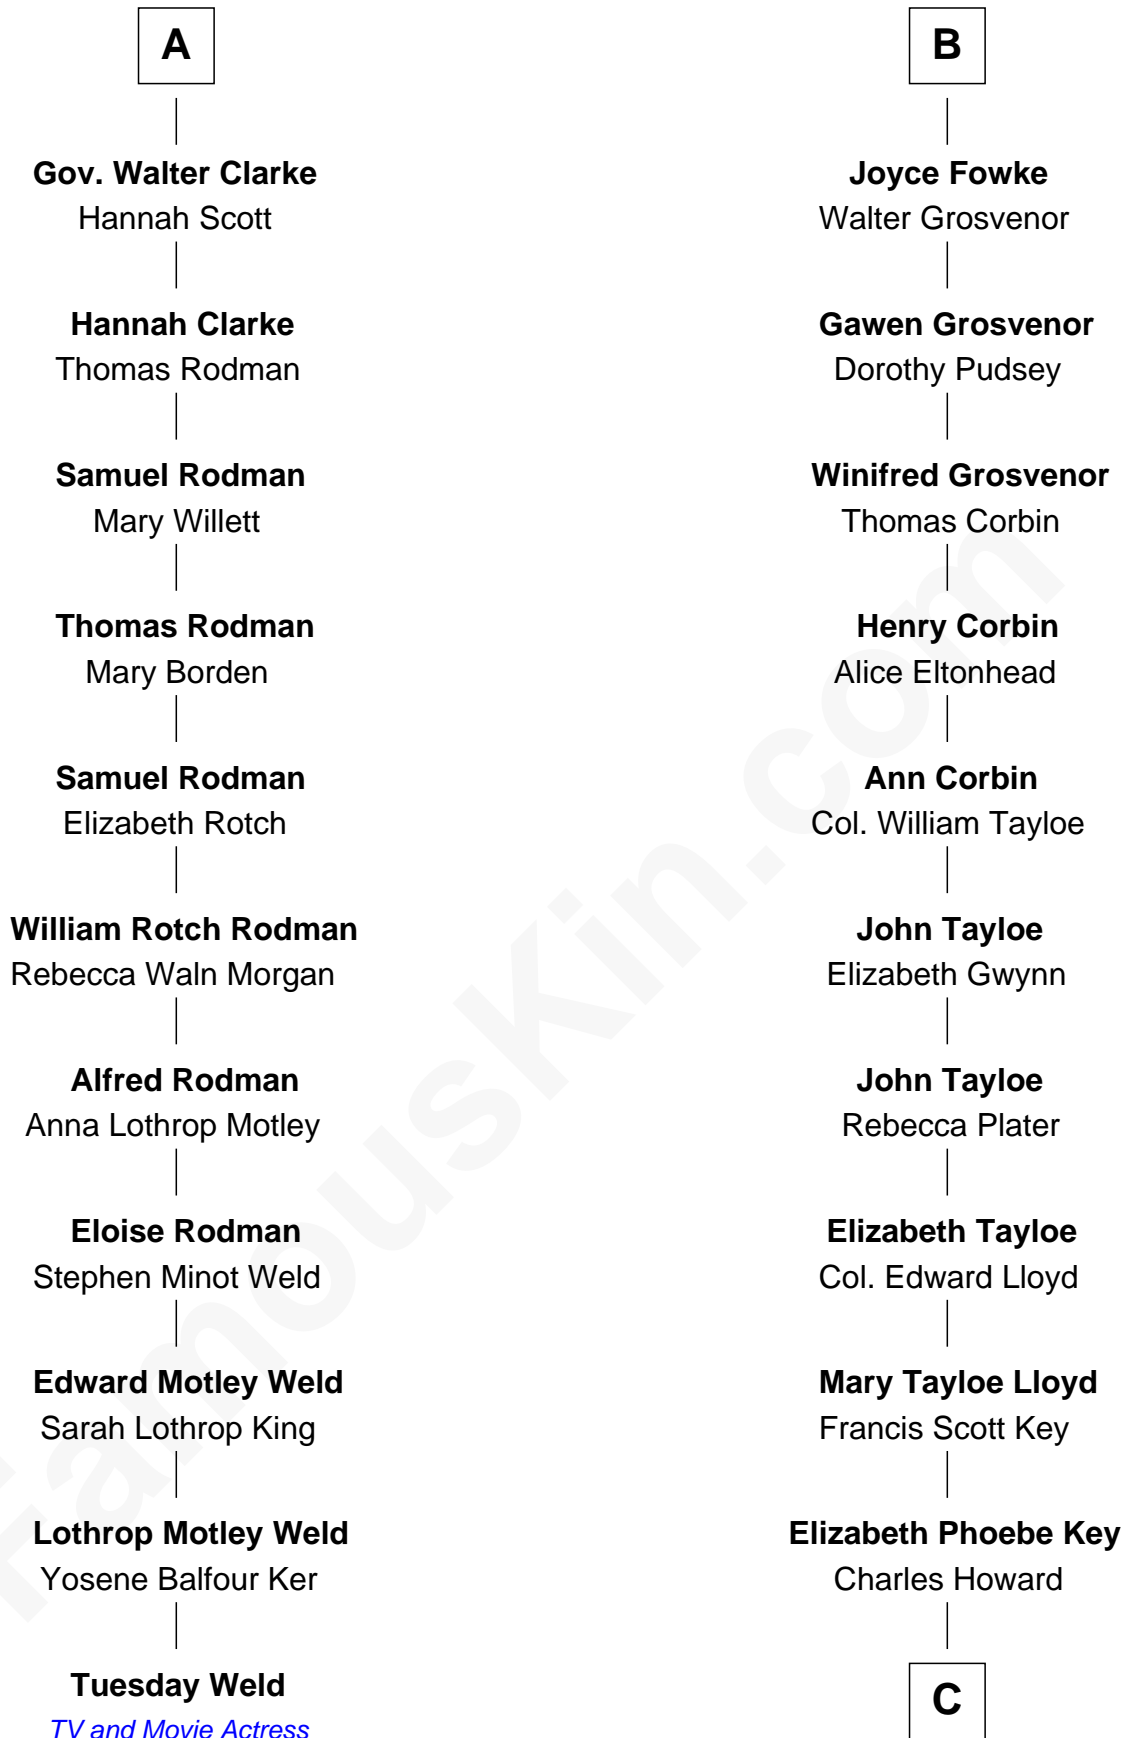 A
Gov. Walter Clarke
Hannah Scott
Hannah Clarke
Thomas Rodman
Samuel Rodman
Mary Willett
Thomas Rodman
Mary Borden
Samuel Rodman
Elizabeth Rotch
William Rotch Rodman
Rebecca Waln Morgan
Alfred Rodman
Anna Lothrop Motley
Eloise Rodman
Stephen Minot Weld
Edward Motley Weld
Sarah Lothrop King
Lothrop Motley Weld
Yosene Balfour Ker
Tuesday Weld
TV and Movie Actress
B
Joyce Fowke
Walter Grosvenor
Gawen Grosvenor
Dorothy Pudsey
Winifred Grosvenor
Thomas Corbin
Henry Corbin
Alice Eltonhead
Ann Corbin
Col. William Tayloe
John Tayloe
Elizabeth Gwynn
John Tayloe
Rebecca Plater
Elizabeth Tayloe
Col. Edward Lloyd
Mary Tayloe Lloyd
Francis Scott Key
Elizabeth Phoebe Key
Charles Howard
C
FamousKin.com